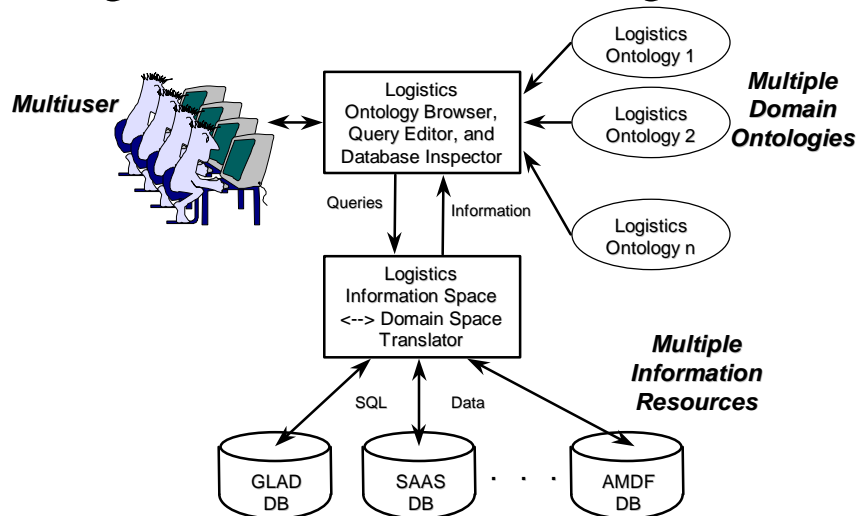 Multiuser
Logistics
Ontology Browser,
Query Editor, and
Database Inspector
Logistics
Ontology 1
Logistics
Ontology 2
Logistics
Ontology n
Multiple
Domain
Ontologies
Queries
Information
Logistics
Information Space
<--> Domain Space
Translator
Multiple
Information
Resources
SQL
Data
GLAD
DB
SAAS
DB
. . .
AMDF
DB